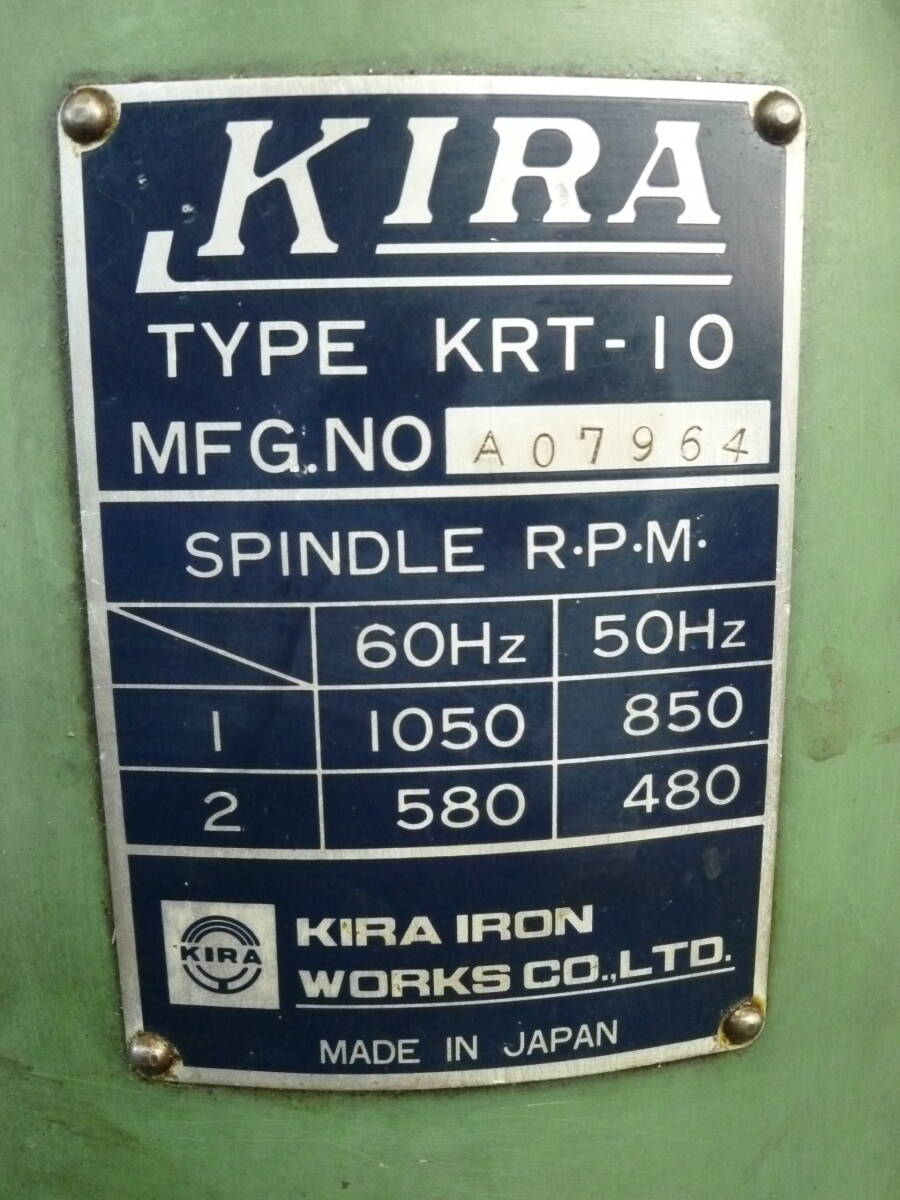 KIRA
TYPE KRT-10
MFG.NO A07964
SPINDLE R.P.M.
60Hz 50Hz
1 1050 850
2 580 480
KIRA
KIRA IRON
WORKS CO.,LTD.
MADE IN JAPAN